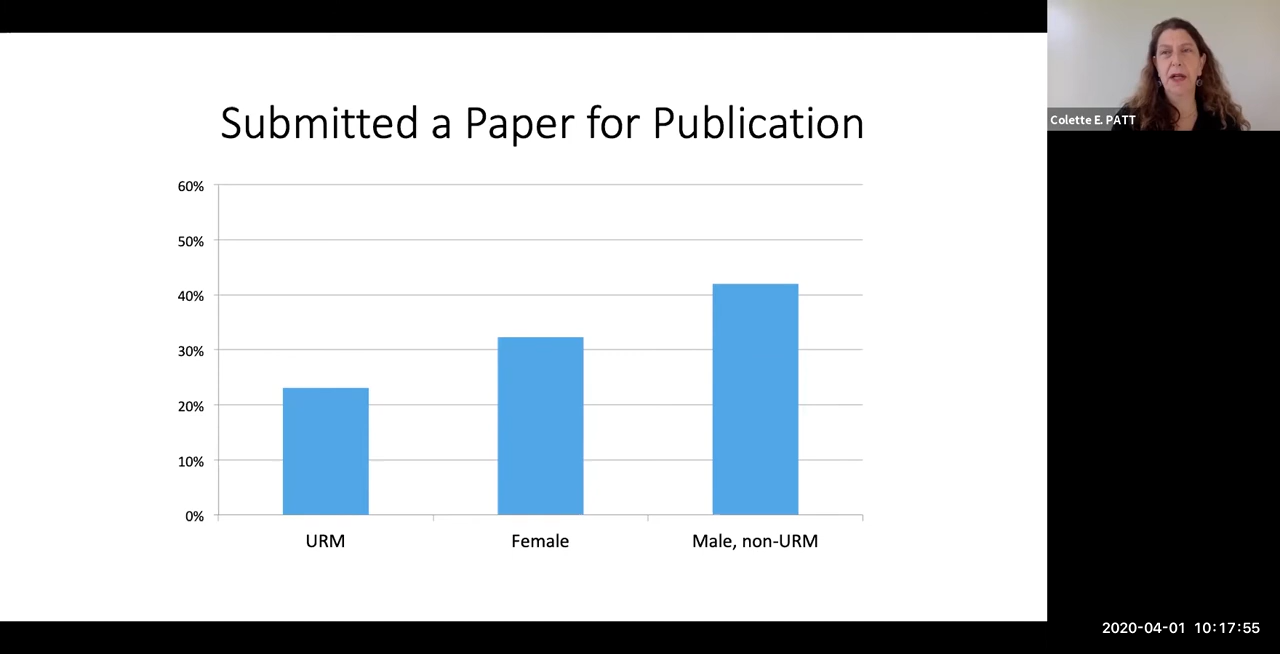 Submitted a Paper for Publication
60%
50%
40%
30%
20%
10%
0%
URM
Female
Male, non-URM
Colette E. PATT
2020-04-01 10:17:55